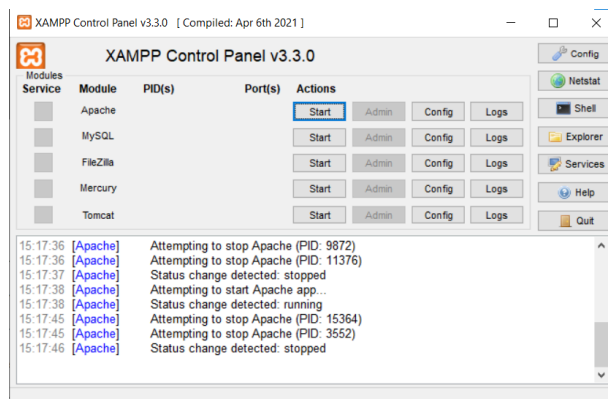 XAMPP Control Panel v3.3.0 [ Compiled: Apr 6th 2021 ]
XAMPP Control Panel v3.3.0
Config
Modules
Service Module PID(s) Port(s) Actions
Netstat
Apache Start Admin Config Logs
Shell
MySQL Start Admin Config Logs
Explorer
FileZilla Start Admin Config Logs
Services
Mercury Start Admin Config Logs
Help
Tomcat Start Admin Config Logs
Quit
15:17:36 [Apache] Attempting to stop Apache (PID: 9872)
15:17:36 [Apache] Attempting to stop Apache (PID: 11376)
15:17:37 [Apache] Status change detected: stopped
15:17:38 [Apache] Attempting to start Apache app...
15:17:38 [Apache] Status change detected: running
15:17:45 [Apache] Attempting to stop Apache (PID: 15364)
15:17:45 [Apache] Attempting to stop Apache (PID: 3552)
15:17:46 [Apache] Status change detected: stopped